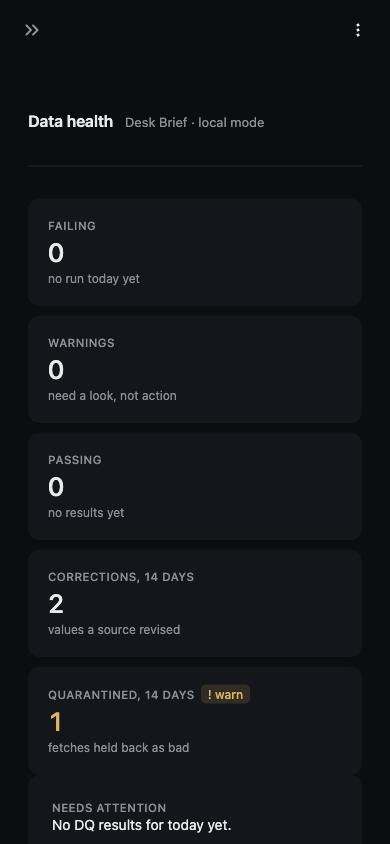 Data health Desk Brief · local mode
FAILING
0
no run today yet
WARNINGS
0
need a look, not action
PASSING
0
no results yet
CORRECTIONS, 14 DAYS
2
values a source revised
QUARANTINED, 14 DAYS ! warn
1
fetches held back as bad
NEEDS ATTENTION
No DQ results for today yet.